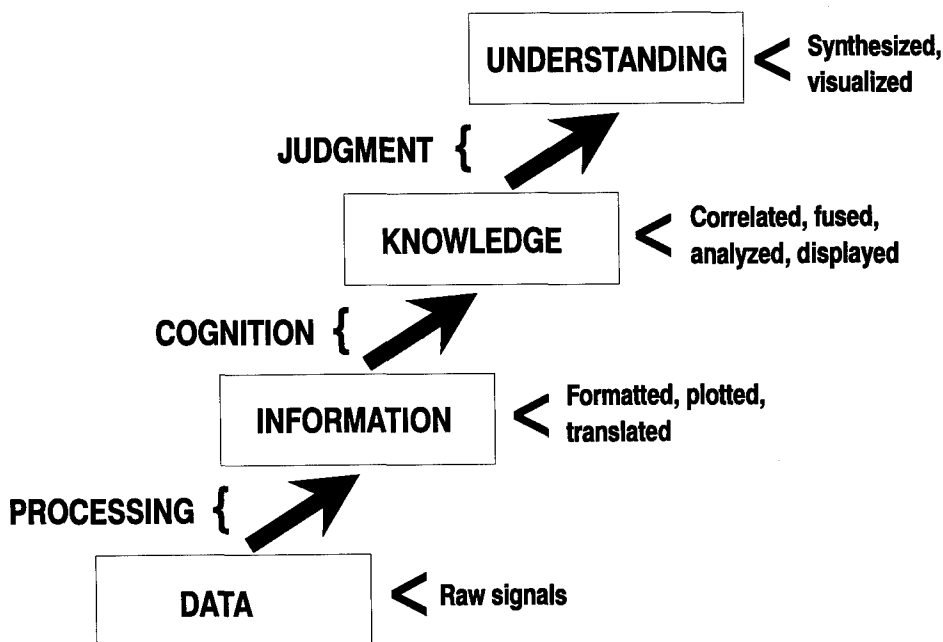 UNDERSTANDING
Synthesized,
visualized
JUDGMENT {
KNOWLEDGE
Correlated, fused,
analyzed, displayed
COGNITION {
INFORMATION
Formatted, plotted,
translated
PROCESSING {
DATA
Raw signals